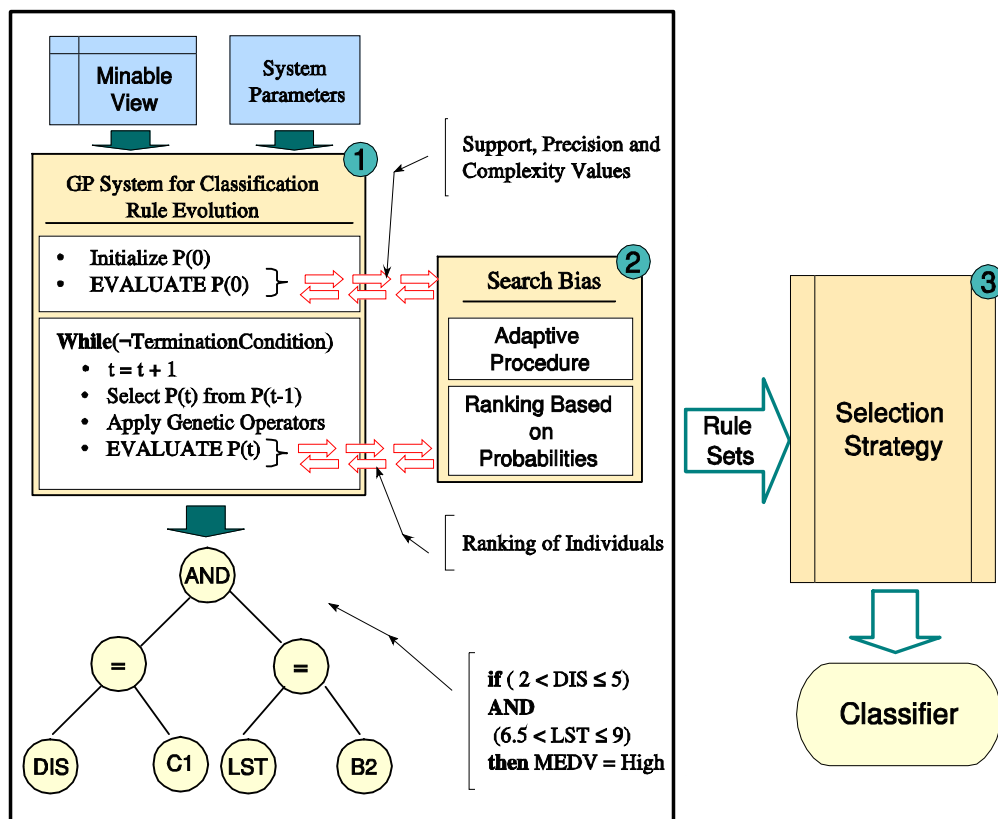 Minable
View
System
Parameters
1
GP System for Classification
Rule Evolution
• Initialize P(0)
• EVALUATE P(0)
While(¬TerminationCondition)
• t = t + 1
• Select P(t) from P(t-1)
• Apply Genetic Operators
• EVALUATE P(t)
Support, Precision and
Complexity Values
2
Search Bias
Adaptive
Procedure
Ranking Based
on
Probabilities
Ranking of Individuals
AND
=
=
DIS
C1
LST
B2
if ( 2 < DIS ≤ 5)
AND
(6.5 < LST ≤ 9)
then MEDV = High
Rule
Sets
3
Selection
Strategy
Classifier